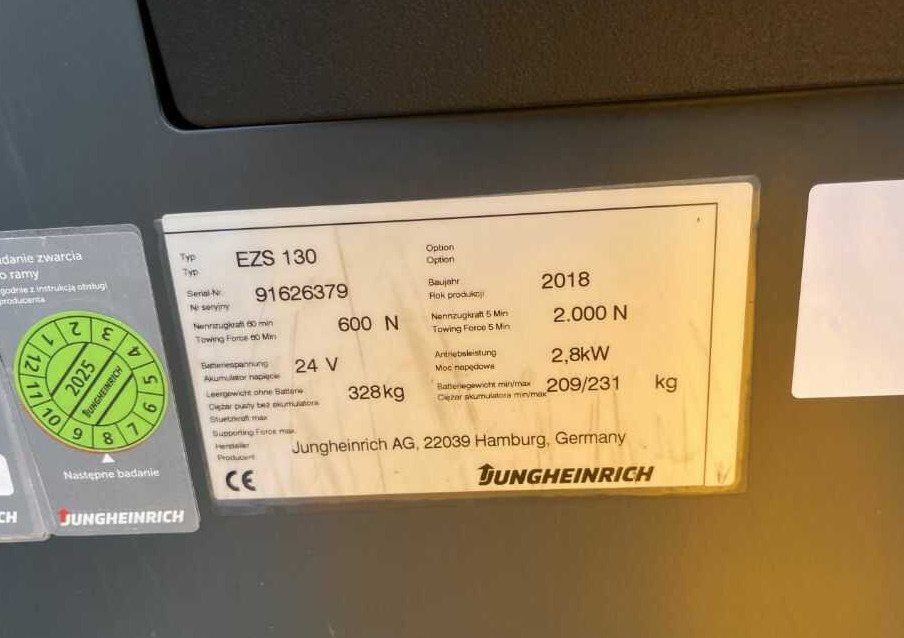 adanie zwarcia
o ramy
godnie z instrukcją obsługi
producenta
1 2 3 4 5 6 7 8 9 10 11 12
2025
JUNGHEINRICH
Następne badanie
JUNGHEINRICH
CH
Typ EZS 130
Typ
Option
Option
Serial-Nr. 91626379
Nr seryjny
Baujahr 2018
Rok produkcji
Nennzugkraft 60 min 600 N
Towing Force 60 Min
Nennzugkraft 5 Min 2.000 N
Towing Force 5 Min
Batteriespannung 24 V
Akumulator napięcie
Antriebsleistung 2,8kW
Moc napędowa
Leergewicht ohne Batterie 328kg
Ciężar pusty bez akumulatora
Batteriegewicht min/max 209/231 kg
Ciężar akumulatora min/max
Stuetzkraft max
Supporting Force max.
Hersteller Jungheinrich AG, 22039 Hamburg, Germany
Producent
CE
JUNGHEINRICH